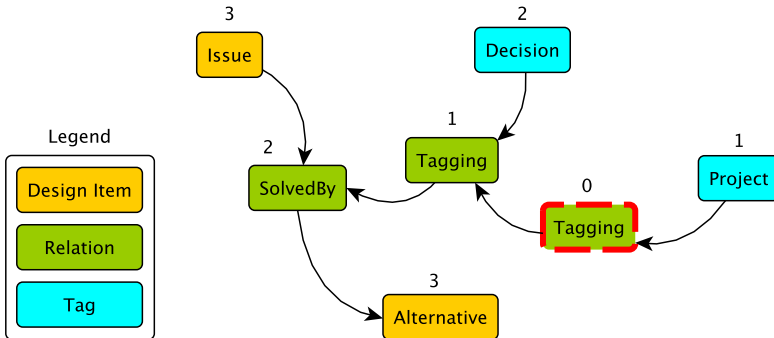 3
2
Issue
Decision
1
Legend
2
Tagging
1
Design Item
SolvedBy
0
Project
Relation
Tagging
Tag
3
Alternative